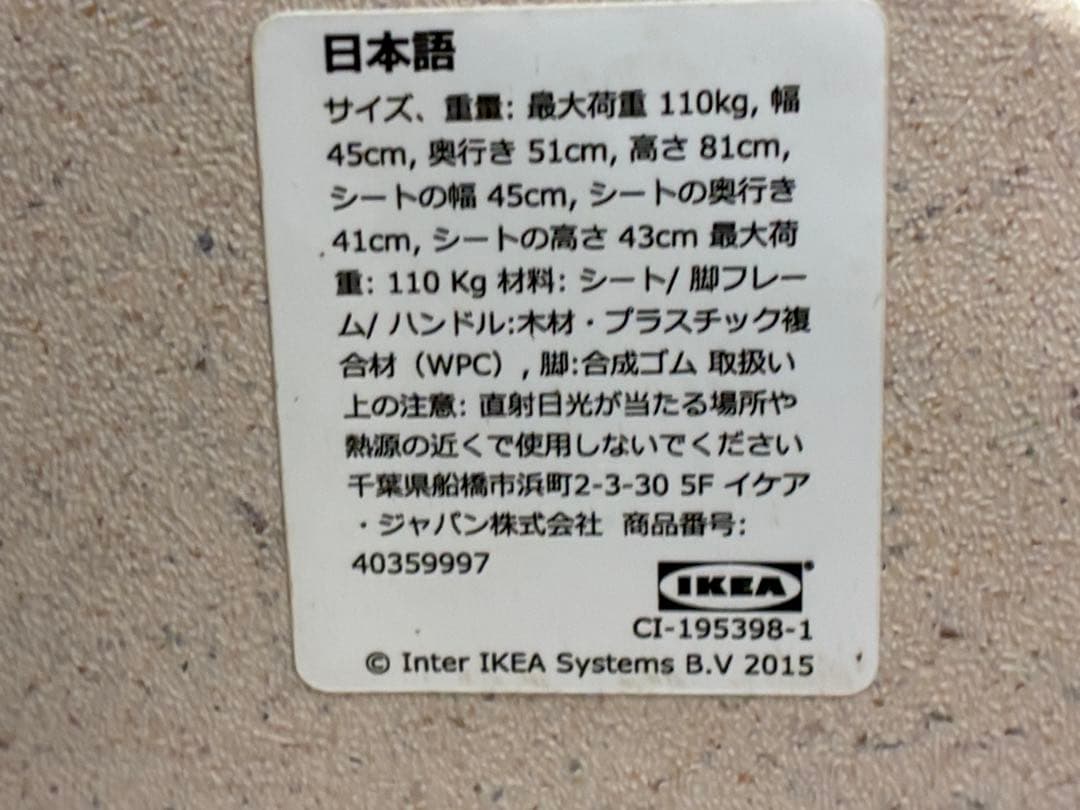 日本語
サイズ、重量: 最大荷重 110kg, 幅
45cm, 奥行き 51cm, 高さ 81cm,
シートの幅 45cm, シートの奥行き
41cm, シートの高さ 43cm 最大荷
重: 110 Kg 材料: シート/ 脚フレー
ム/ ハンドル:木材・プラスチック複
合材（WPC）, 脚:合成ゴム 取扱い
上の注意: 直射日光が当たる場所や
熱源の近くで使用しないでください
千葉県船橋市浜町2-3-30 5F イケア
・ジャパン株式会社 商品番号:
40359997
IKEA®
CI-195398-1
© Inter IKEA Systems B.V 2015